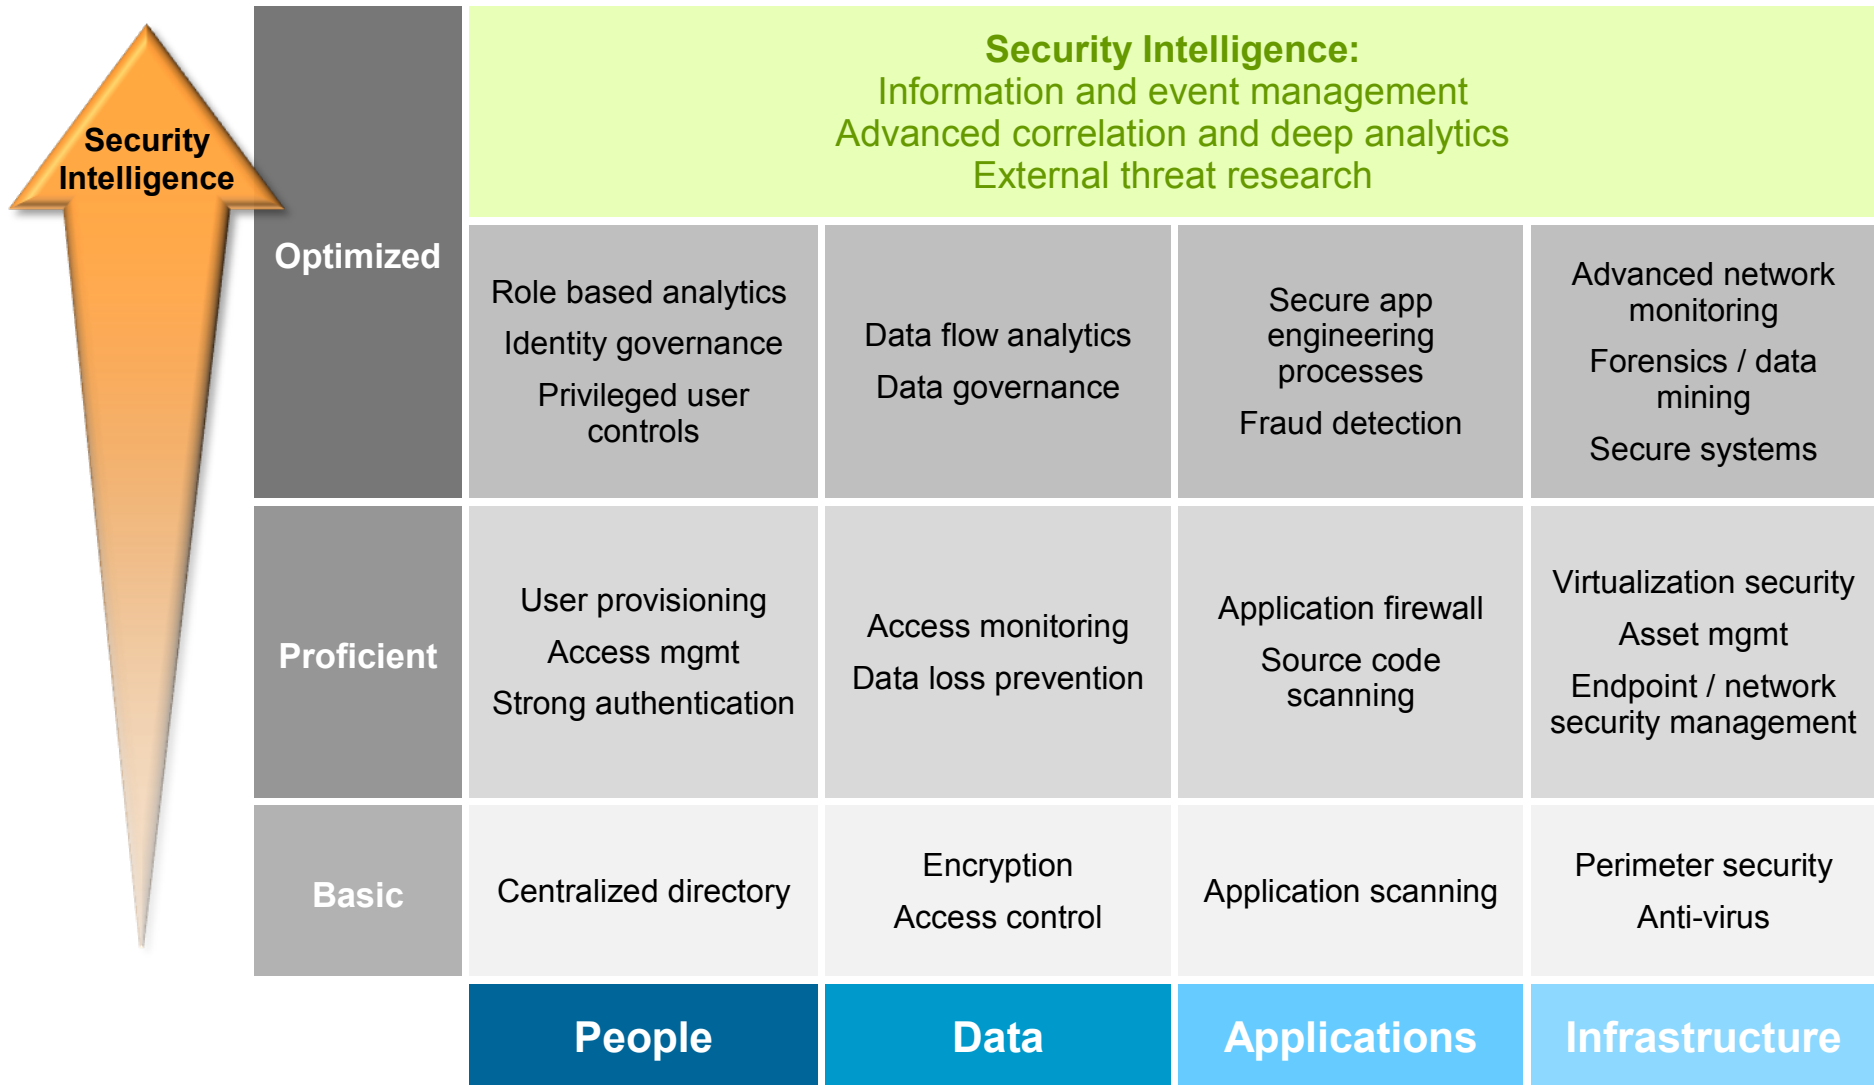 Security
Intelligence
Security Intelligence:
Information and event management
Advanced correlation and deep analytics
External threat research
Optimized
Role based analytics
Identity governance
Privileged user
controls
Data flow analytics
Data governance
Secure app
engineering
processes
Fraud detection
Advanced network
monitoring
Forensics / data
mining
Secure systems
Proficient
User provisioning
Access mgmt
Strong authentication
Access monitoring
Data loss prevention
Application firewall
Source code
scanning
Virtualization security
Asset mgmt
Endpoint / network
security management
Basic
Centralized directory
Encryption
Access control
Application scanning
Perimeter security
Anti-virus
People
Data
Applications
Infrastructure